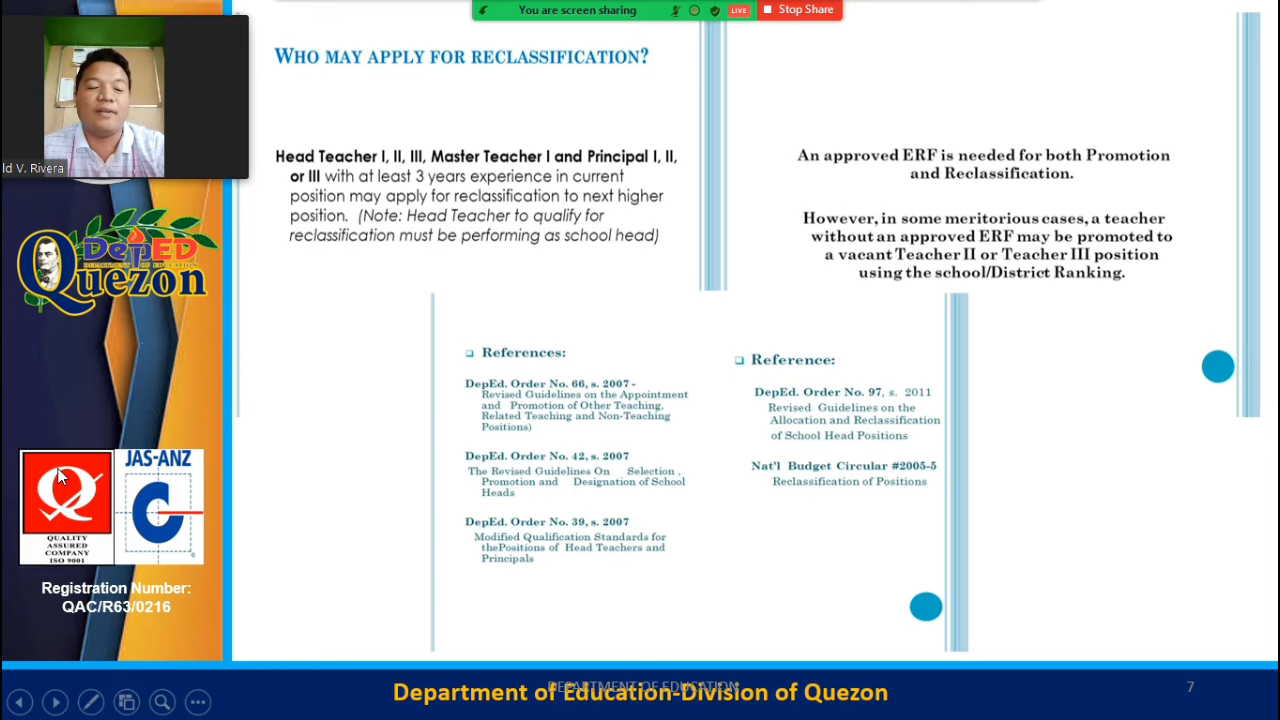 You are screen sharing
LIVE
Stop Share
ld V. Rivera
DepED
DEPARTMENT OF EDUCATION
Quezon
JAS-ANZ
QUALITY
ASSURED
COMPANY
ISO 9001
Registration Number:
QAC/R63/0216
WHO MAY APPLY FOR RECLASSIFICATION?
Head Teacher I, II, III, Master Teacher I and Principal I, II,
or III with at least 3 years experience in current
position may apply for reclassification to next higher
position. (Note: Head Teacher to qualify for
reclassification must be performing as school head)
An approved ERF is needed for both Promotion
and Reclassification.
However, in some meritorious cases, a teacher
without an approved ERF may be promoted to
a vacant Teacher II or Teacher III position
using the school/District Ranking.
❑ References:
DepEd. Order No. 66, s. 2007 -
Revised Guidelines on the Appointment
and Promotion of Other Teaching,
Related Teaching and Non-Teaching
Positions)
DepEd. Order No. 42, s. 2007
The Revised Guidelines On Selection ,
Promotion and Designation of School
Heads
DepEd. Order No. 39, s. 2007
Modified Qualification Standards for
thePositions of Head Teachers and
Principals
❑ Reference:
DepEd. Order No. 97, s. 2011
Revised Guidelines on the
Allocation and Reclassification
of School Head Positions
Nat'l Budget Circular #2005-5
Reclassification of Positions
DEPARTMENT OF EDUCATION
Department of Education-Division of Quezon
7